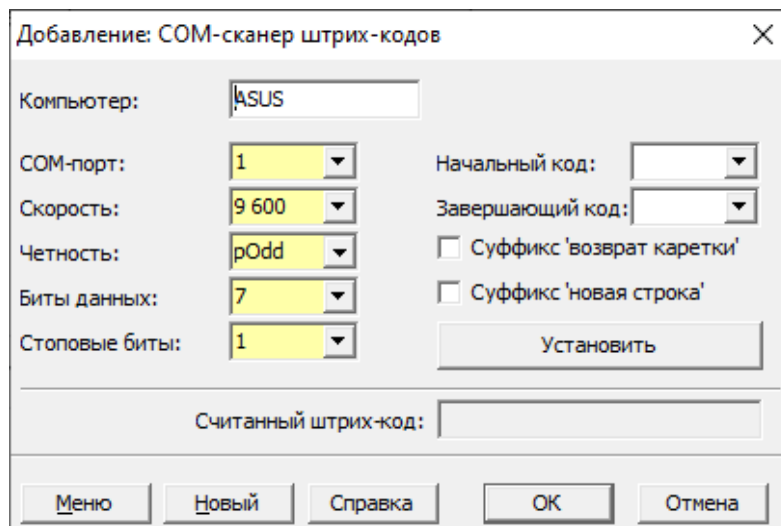 Добавление: COM-сканер штрих-кодов
Компьютер: ASUS
COM-порт: 1 Начальный код:
Скорость: 9 600 Завершающий код:
Четность: pOdd Суффикс 'возврат каретки'
Биты данных: 7 Суффикс 'новая строка'
Стоповые биты: 1 Установить
Считанный штрих-код:
Меню Новый Справка OK Отмена